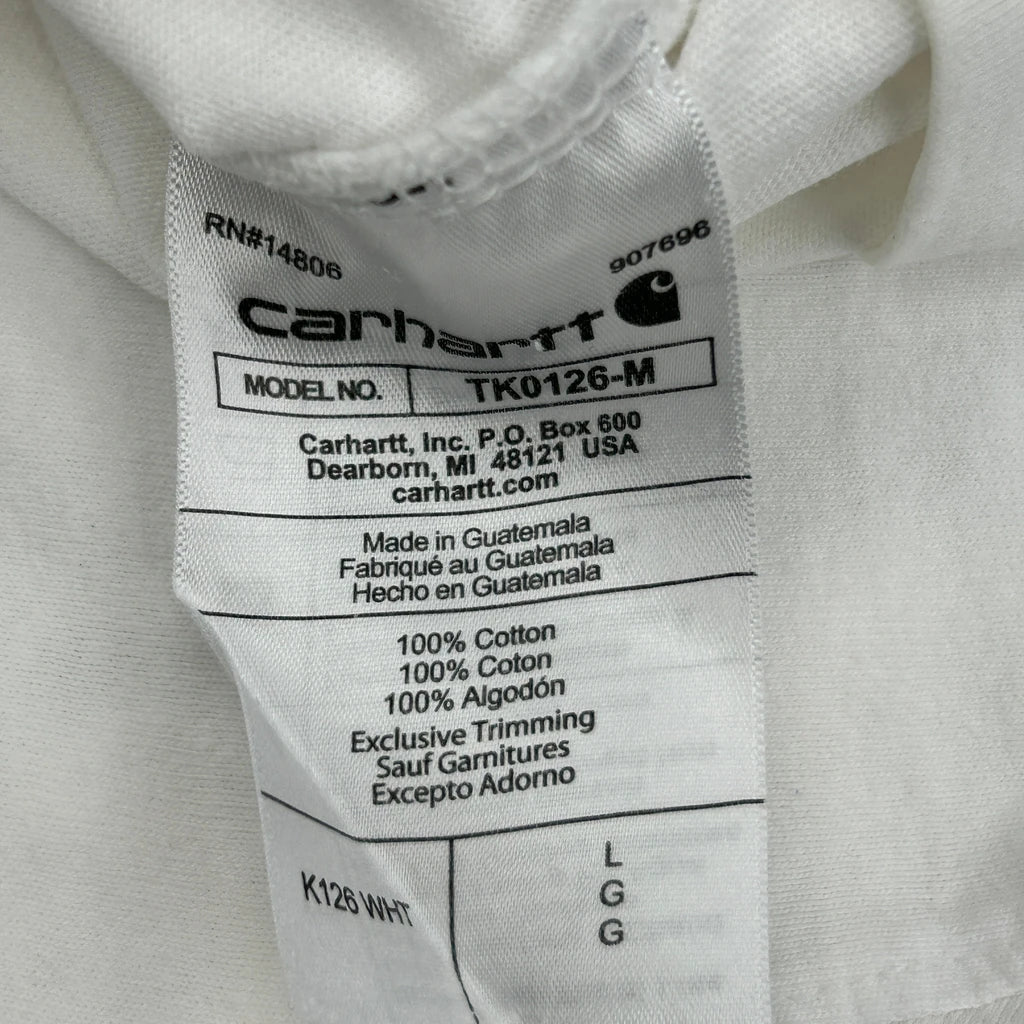 RN#14806
907696
carhartt
MODEL NO. TK0126-M
Carhartt, Inc. P.O. Box 600
Dearborn, MI 48121 USA
carhartt.com
Made in Guatemala
Fabriqué au Guatemala
Hecho en Guatemala
100% Cotton
100% Coton
100% Algodón
Exclusive Trimming
Sauf Garnitures
Excepto Adorno
K126 WHT
L
G
G